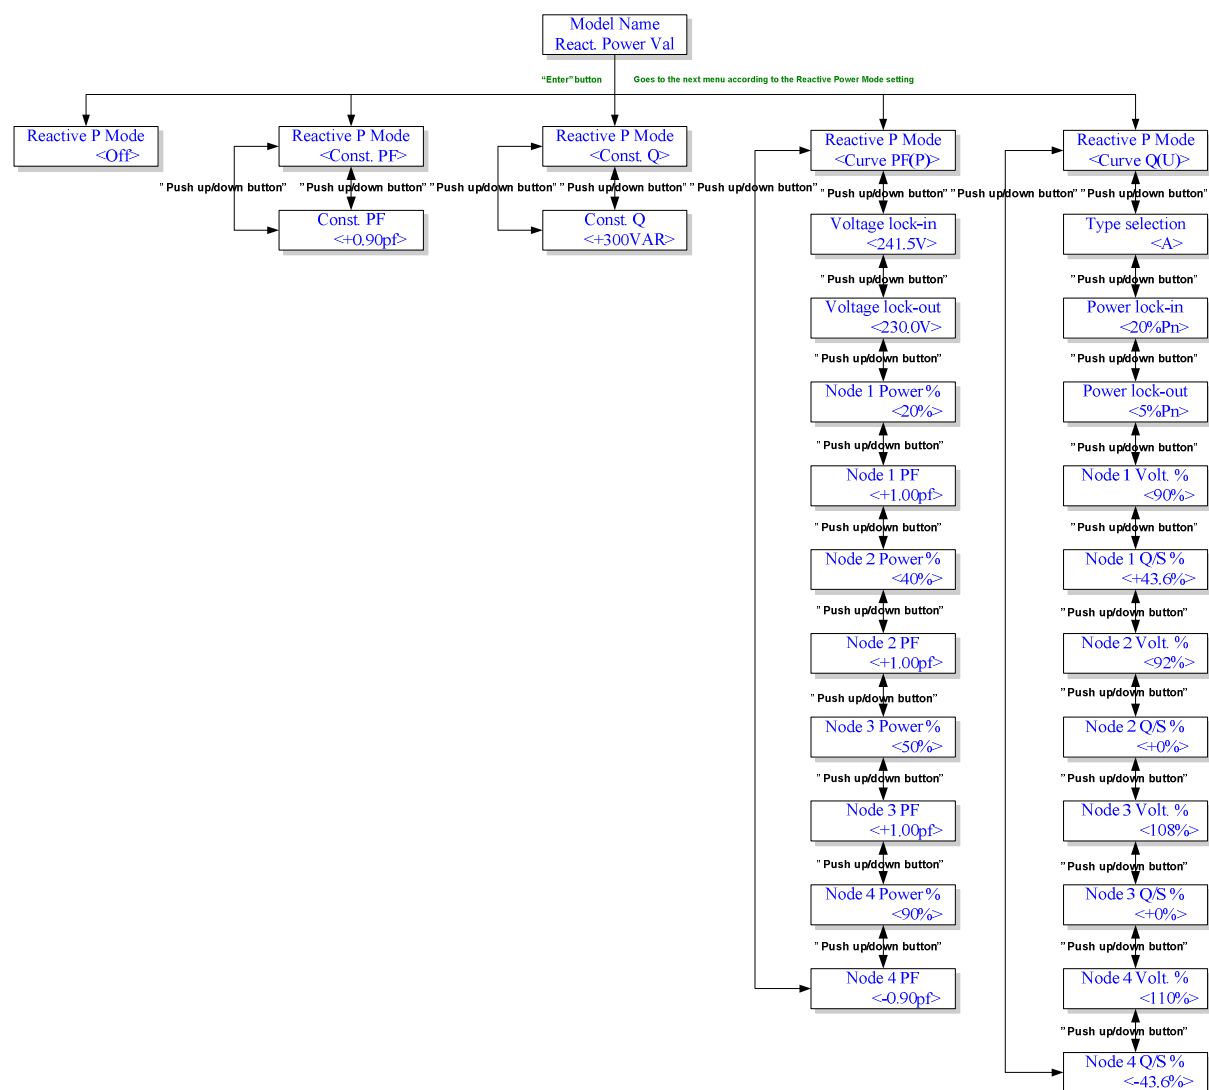 Model Name
React. Power Val
“Enter” button
Goes to the next menu according to the Reactive Power Mode setting
Reactive P Mode
<Off>
Reactive P Mode
<Const. PF>
" Push up/down button"
" Push up/down button"
Const. PF
<+0.90pf>
Reactive P Mode
<Const. Q>
" Push up/down button"
" Push up/down button"
Const. Q
<+300VAR>
Reactive P Mode
<Curve PF(P)>
" Push up/down button"
" Push up/down button"
Voltage lock-in
<241.5V>
" Push up/down button"
Voltage lock-out
<230.0V>
" Push up/down button"
Node 1 Power %
<20%>
" Push up/down button"
Node 1 PF
<+1.00pf>
" Push up/down button"
Node 2 Power %
<40%>
" Push up/down button"
Node 2 PF
<+1.00pf>
" Push up/down button"
Node 3 Power %
<50%>
" Push up/down button"
Node 3 PF
<+1.00pf>
" Push up/down button"
Node 4 Power %
<90%>
" Push up/down button"
Node 4 PF
<-0.90pf>
Reactive P Mode
<Curve Q(U)>
" Push up/down button"
" Push up/down button"
Type selection
<A>
" Push up/down button"
Power lock-in
<20%Pn>
" Push up/down button"
Power lock-out
<5%Pn>
" Push up/down button"
Node 1 Volt. %
<90%>
" Push up/down button"
Node 1 Q/S %
<+43.6%>
" Push up/down button"
Node 2 Volt. %
<92%>
" Push up/down button"
Node 2 Q/S %
<+0%>
" Push up/down button"
Node 3 Volt. %
<108%>
" Push up/down button"
Node 3 Q/S %
<+0%>
" Push up/down button"
Node 4 Volt. %
<110%>
" Push up/down button"
Node 4 Q/S %
<-43.6%>